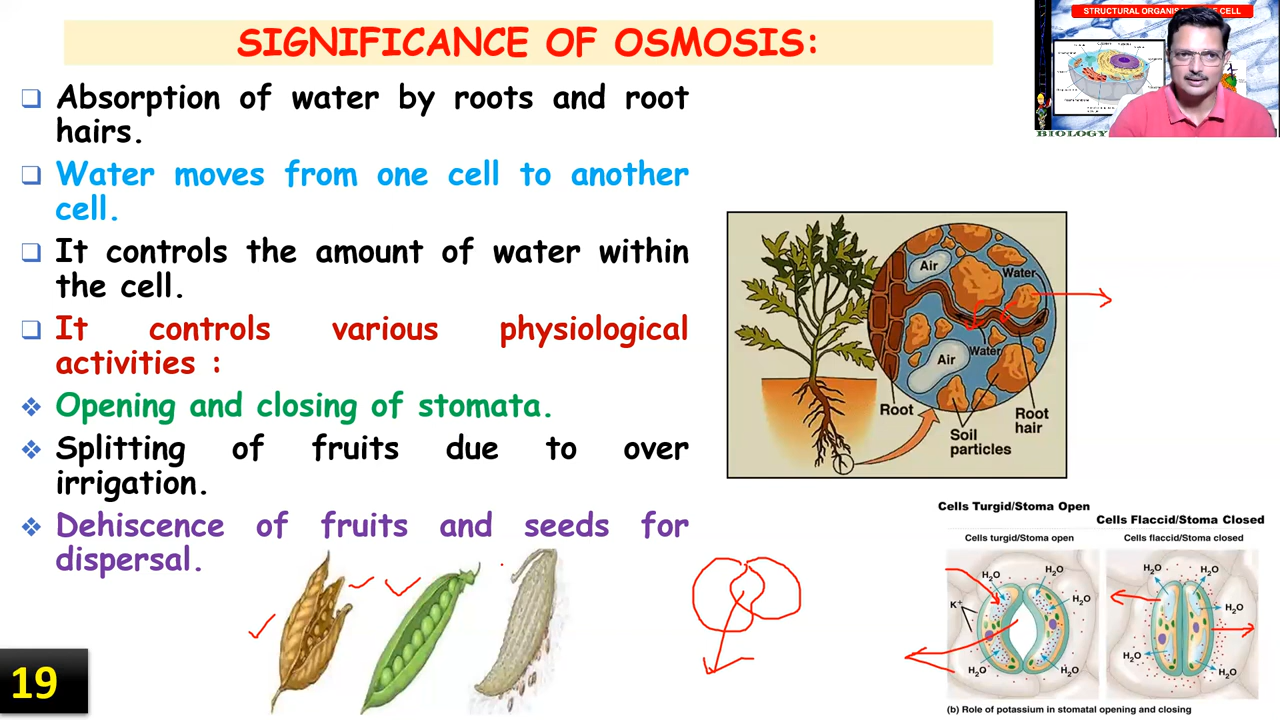 SIGNIFICANCE OF OSMOSIS:
STRUCTURAL ORGANIS
CELL
BIOLOGY
❑ Absorption of water by roots and root
hairs.
❑ Water moves from one cell to another
cell.
❑ It controls the amount of water within
the cell.
❑ It controls various physiological
activities :
❖ Opening and closing of stomata.
❖ Splitting of fruits due to over
irrigation.
❖ Dehiscence of fruits and seeds for
dispersal.
Air
Water
Water
Air
Root
Root
hair
Soil
particles
Cells Turgid/Stoma Open
Cells Flaccid/Stoma Closed
Cells turgid/Stoma open
Cells flaccid/Stoma closed
H₂O
H₂O
H₂O
H₂O
H₂O
K⁺
H₂O
H₂O
H₂O
H₂O
H₂O
(b) Role of potassium in stomatal opening and closing
19